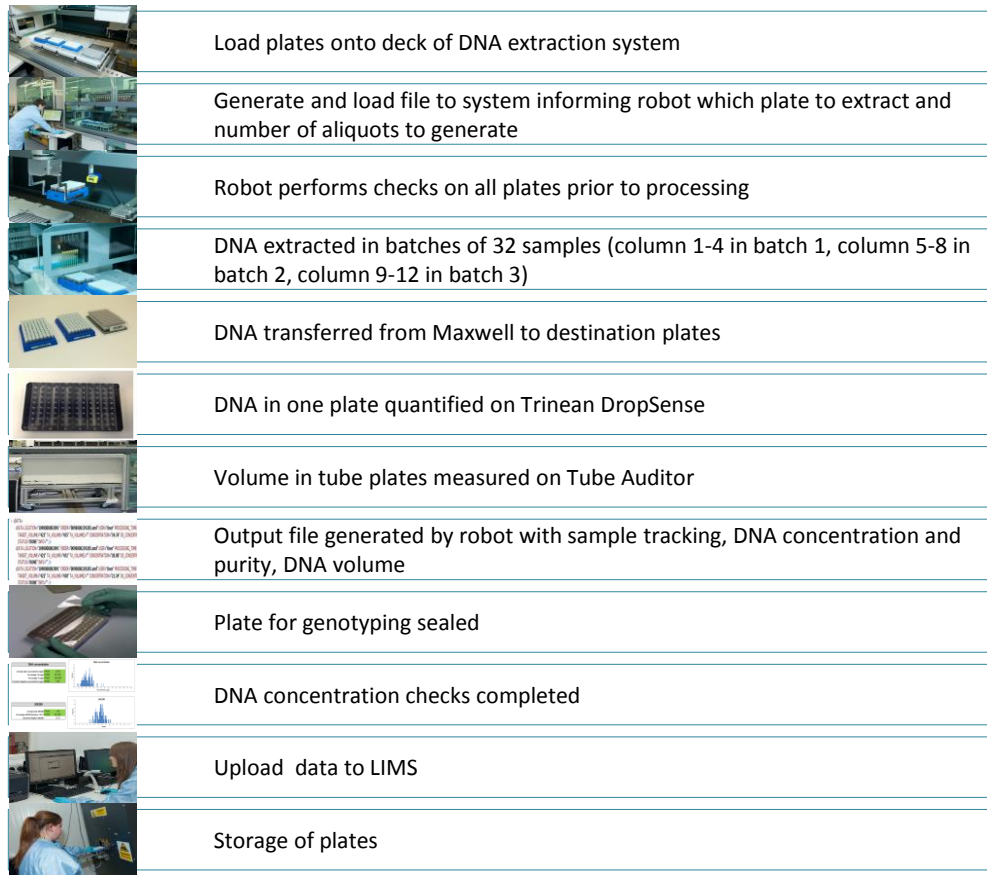 Load plates onto deck of DNA extraction system
Generate and load file to system informing robot which plate to extract and
number of aliquots to generate
Robot performs checks on all plates prior to processing
DNA extracted in batches of 32 samples (column 1-4 in batch 1, column 5-8 in
batch 2, column 9-12 in batch 3)
DNA transferred from Maxwell to destination plates
DNA in one plate quantified on Trinean DropSense
Volume in tube plates measured on Tube Auditor
Output file generated by robot with sample tracking, DNA concentration and
purity, DNA volume
Plate for genotyping sealed
DNA concentration checks completed
Upload  data to LIMS
Storage of plates